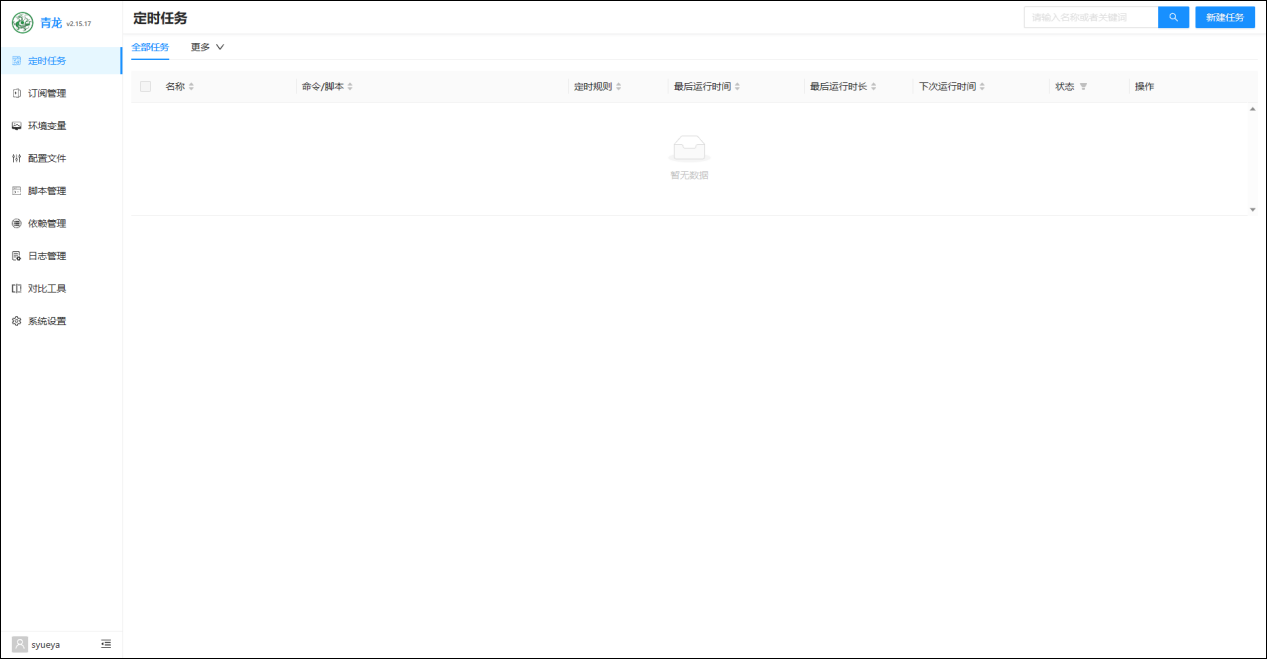 青龙 v2.15.17
定时任务
请输入名称或者关键词
新建任务
全部任务 更多
定时任务
订阅管理
环境变量
配置文件
脚本管理
依赖管理
日志管理
对比工具
系统设置
名称 命令/脚本 定时规则 最后运行时间 最后运行时长 下次运行时间 状态 操作
暂无数据
syueya